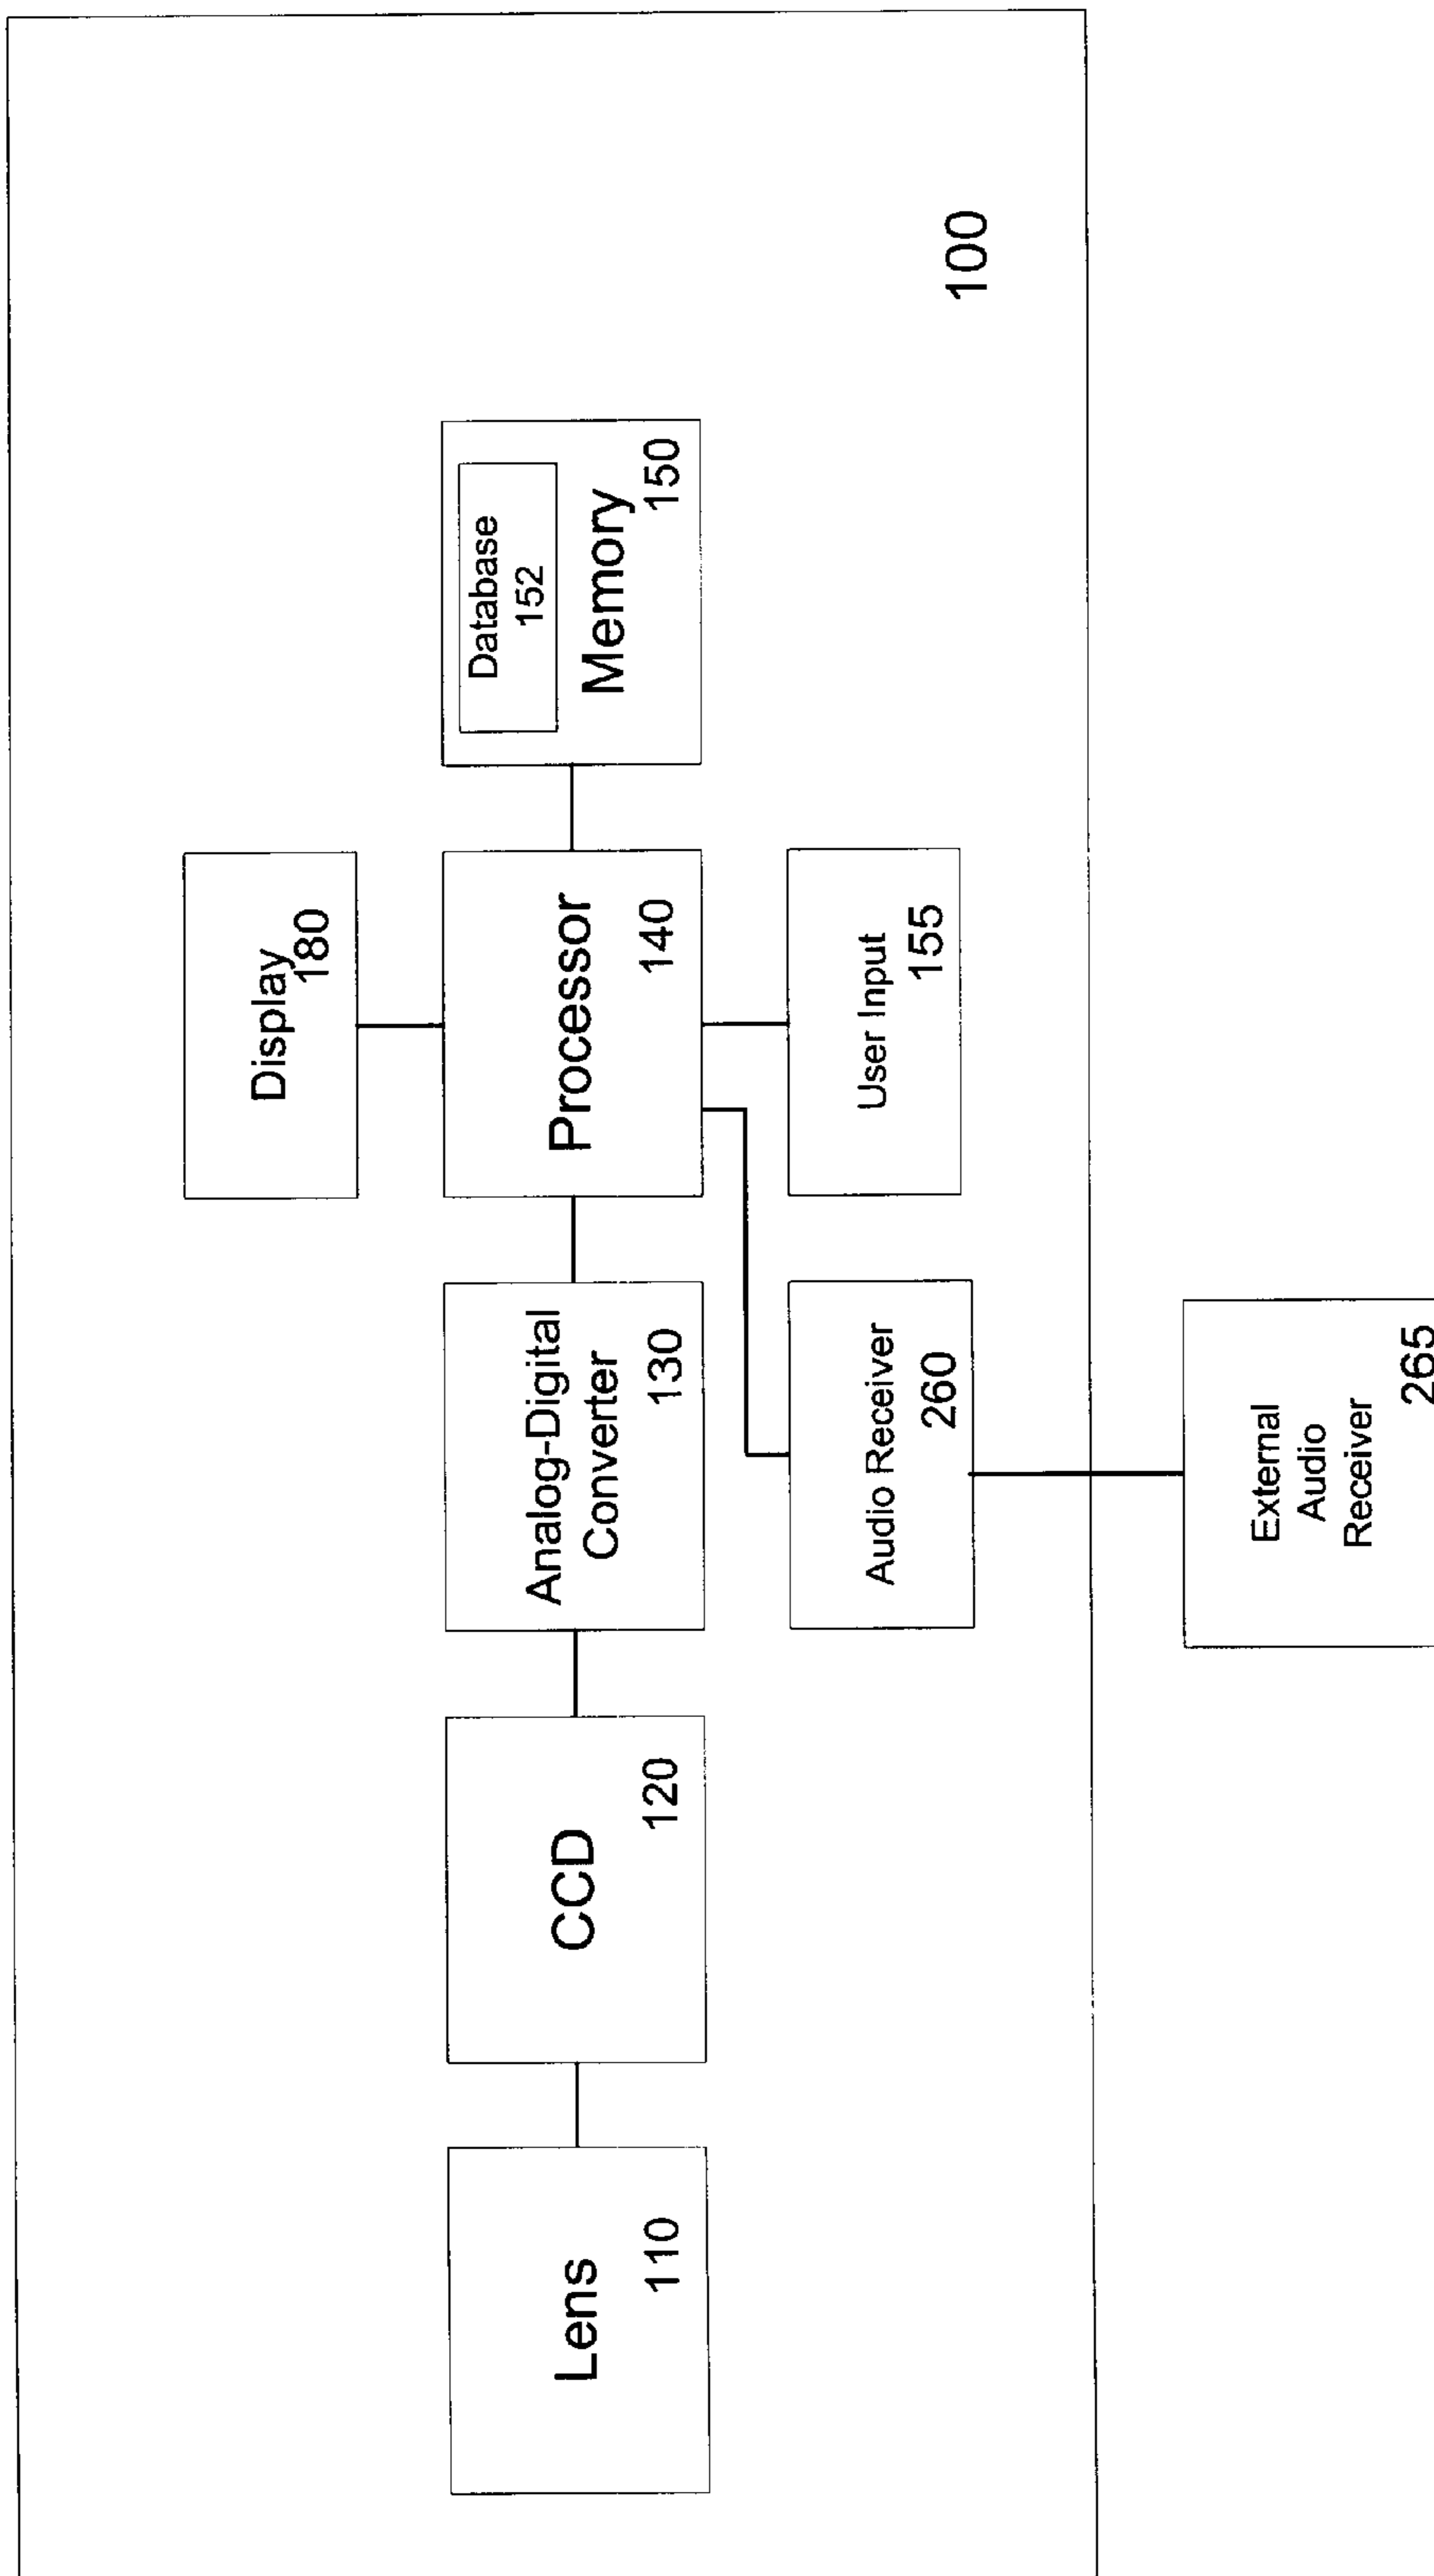 Display
180
Lens
110
CCD
120
Analog-Digital
Converter
130
Processor
140
Database
152
Memory
150
Audio Receiver
260
User Input
155
100
External
Audio
Receiver
265